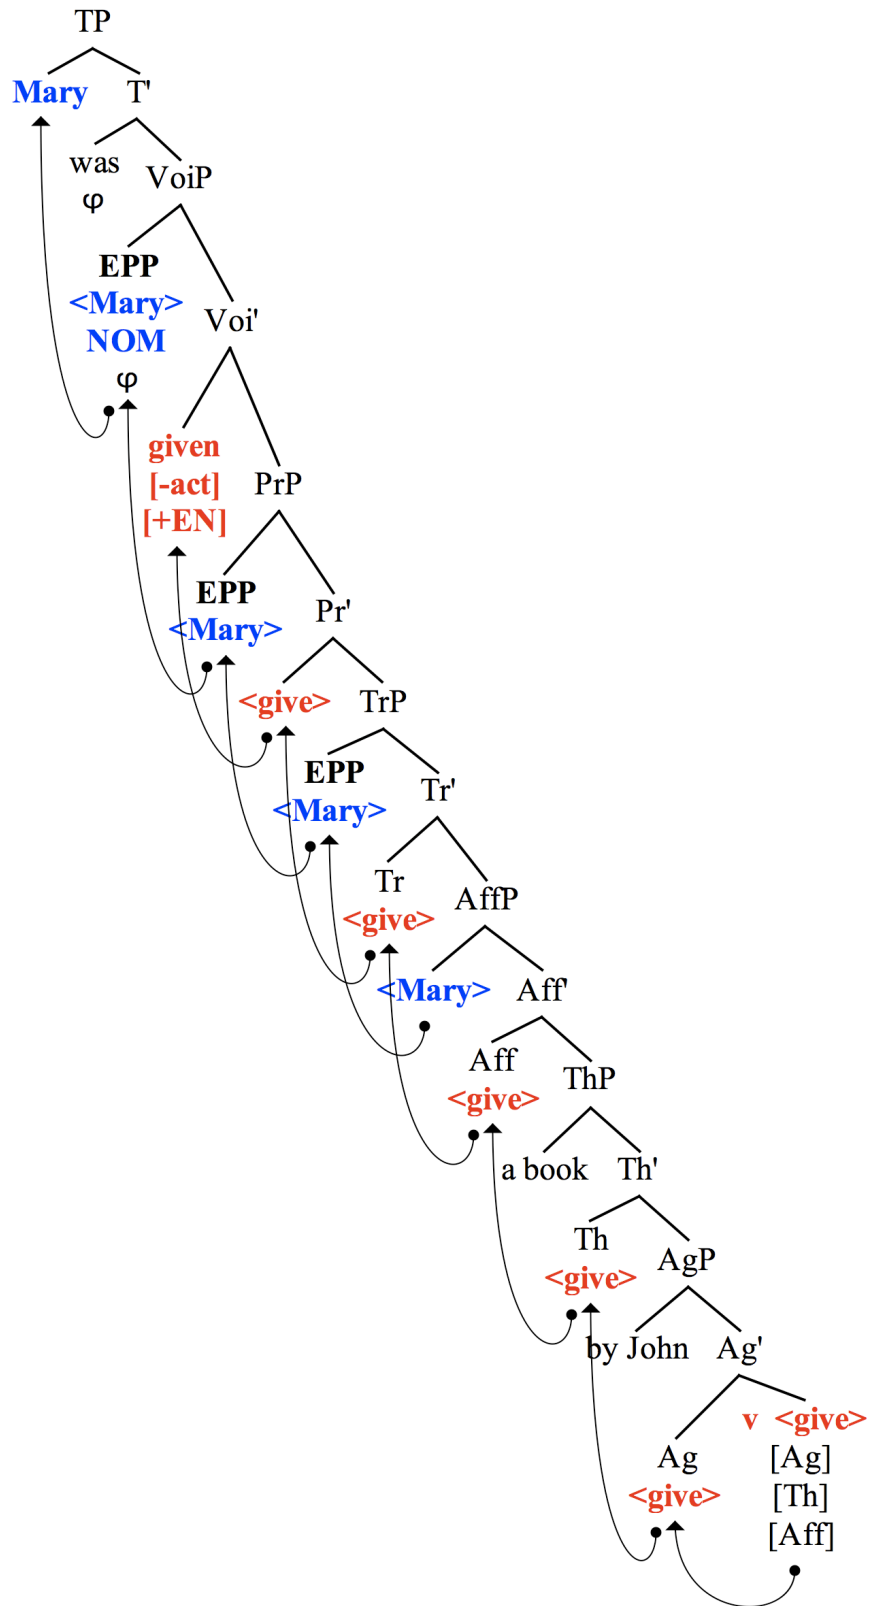 TP
Mary T'
was VoiP
φ
EPP
<Mary> Voi'
NOM
φ
given PrP
[-act]
[+EN]
EPP Pr'
<Mary>
<give> TrP
EPP Tr'
<Mary>
Tr AffP
<give>
<Mary> Aff'
Aff ThP
<give>
a book Th'
Th AgP
<give>
by John Ag'
v <give>
Ag [Ag]
<give> [Th]
[Aff]